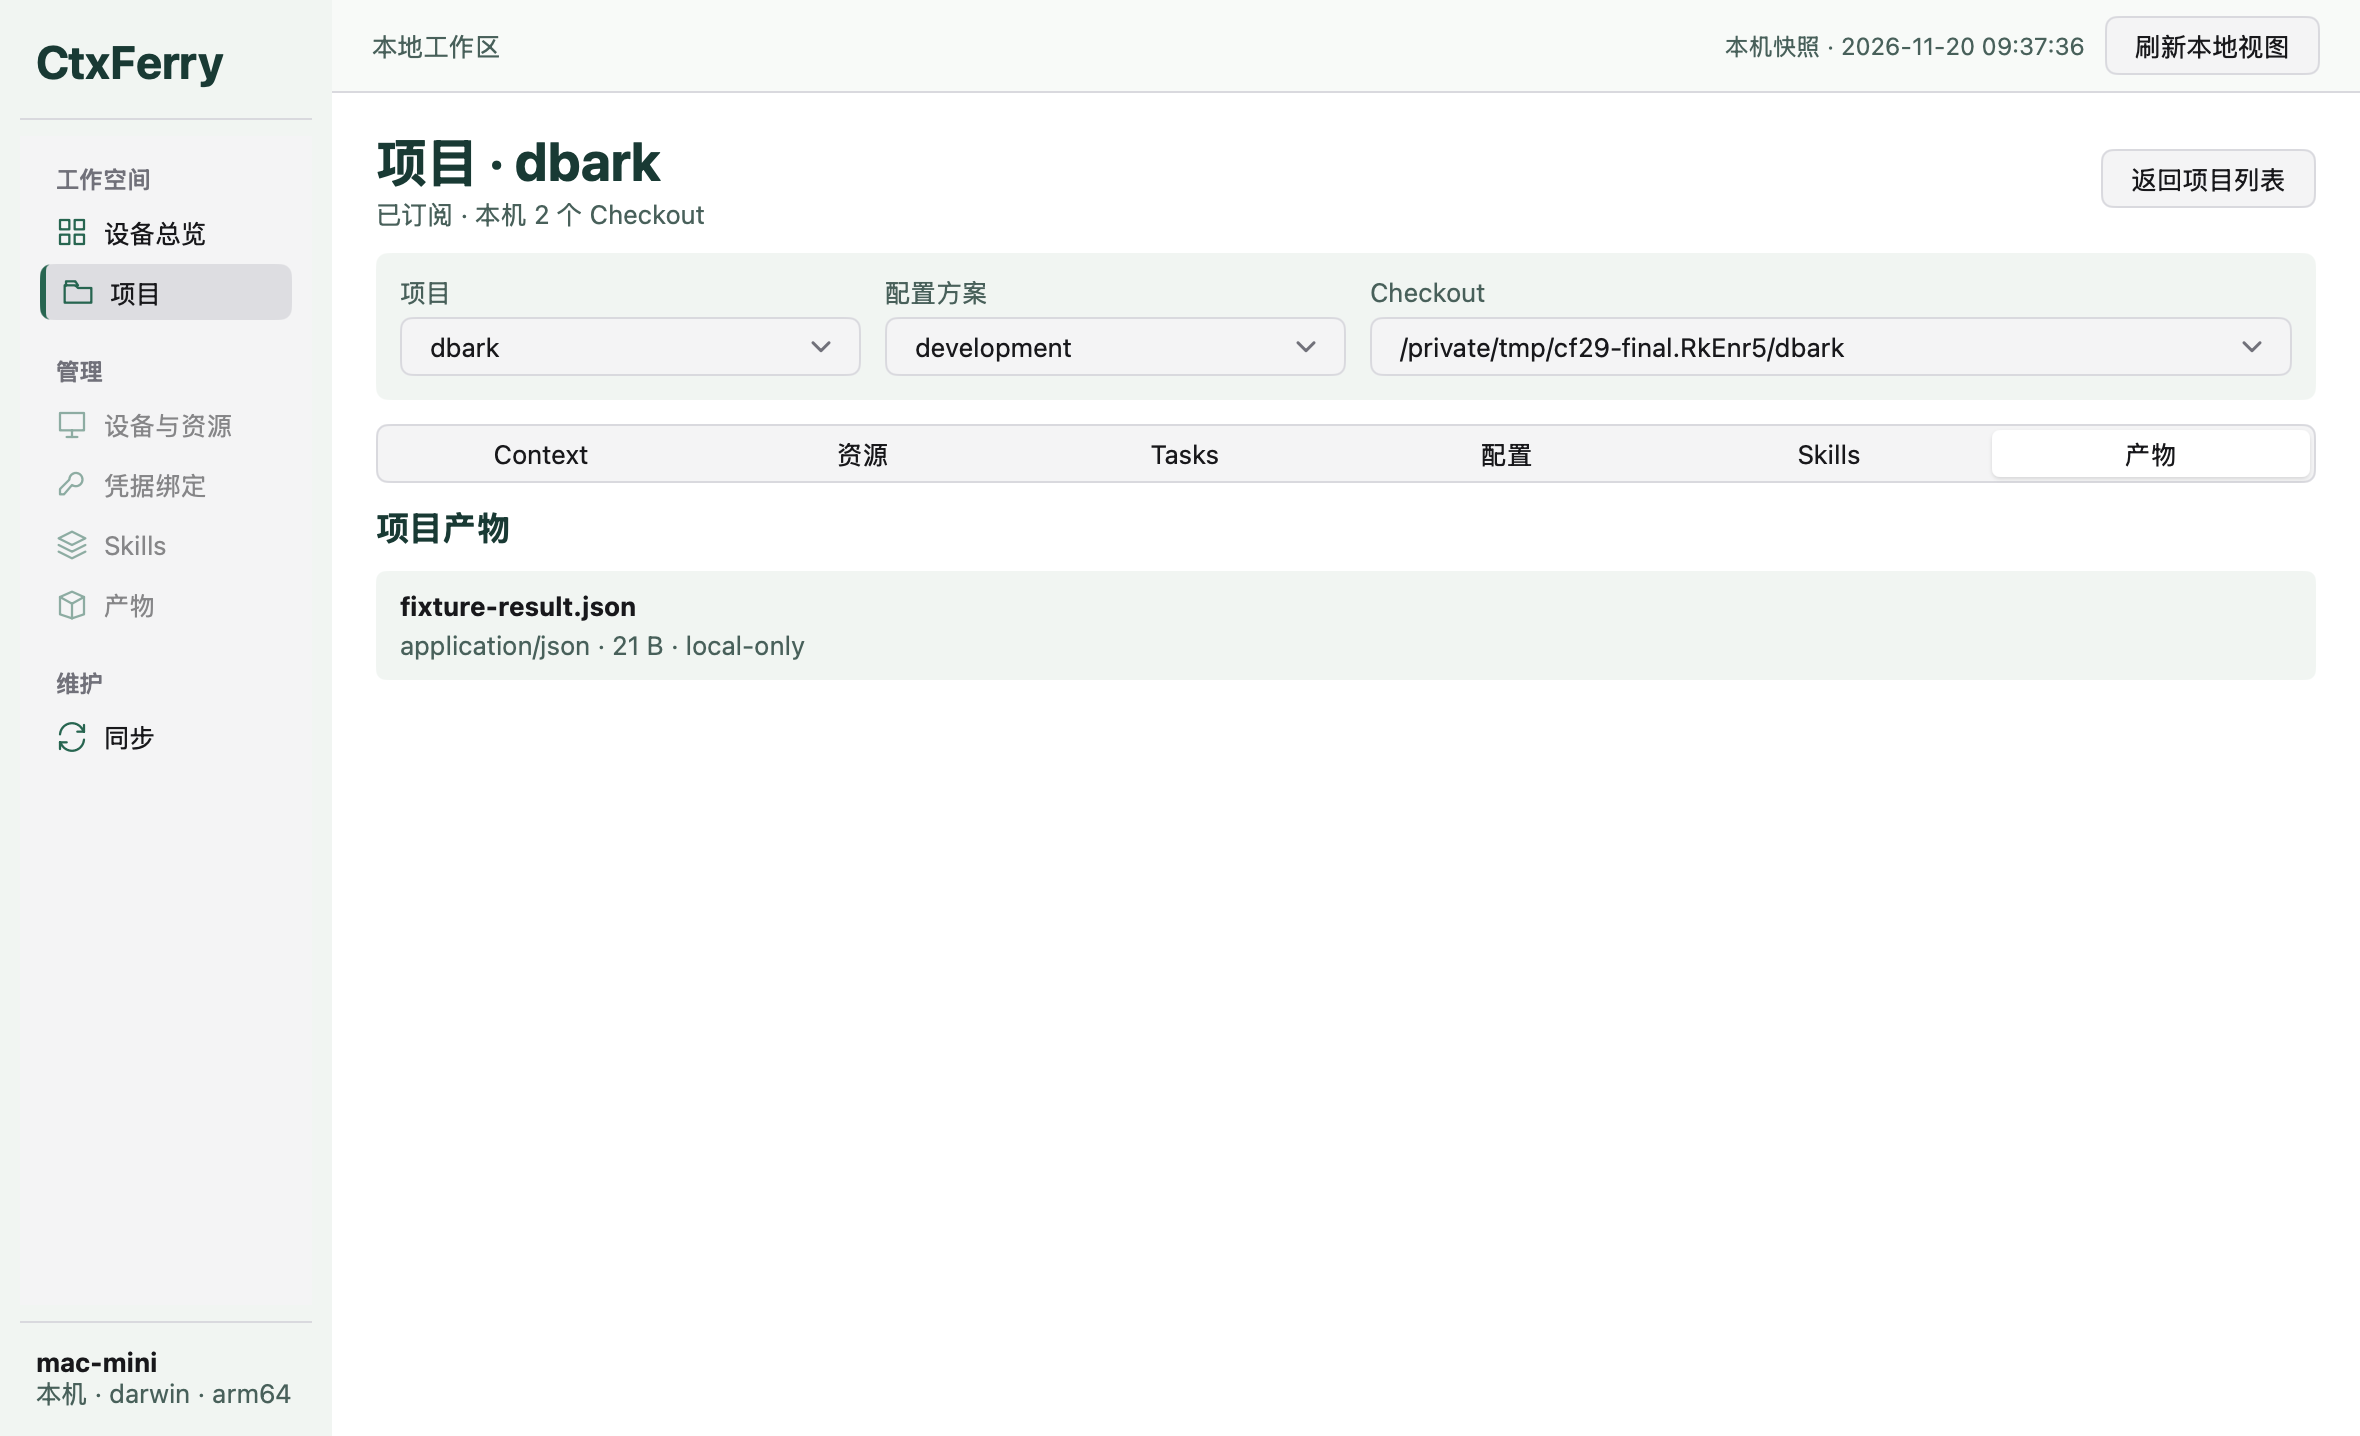 CtxFerry
工作空间
设备总览
项目
管理
设备与资源
凭据绑定
Skills
产物
维护
同步
mac-mini
本机 · darwin · arm64
本地工作区
本机快照 · 2026-11-20 09:37:36
刷新本地视图
项目 · dbark
已订阅 · 本机 2 个 Checkout
返回项目列表
项目
配置方案
Checkout
dbark
development
/private/tmp/cf29-final.RkEnr5/dbark
Context
资源
Tasks
配置
Skills
产物
项目产物
fixture-result.json
application/json · 21 B · local-only